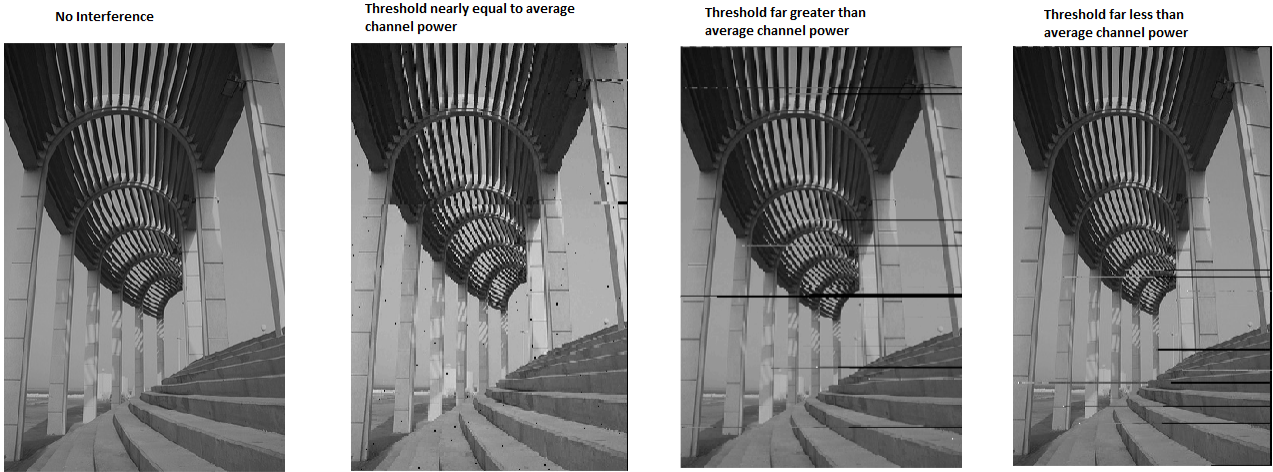 No Interference
Threshold nearly equal to average
channel power
Threshold far greater than
average channel power
Threshold far less than
average channel power